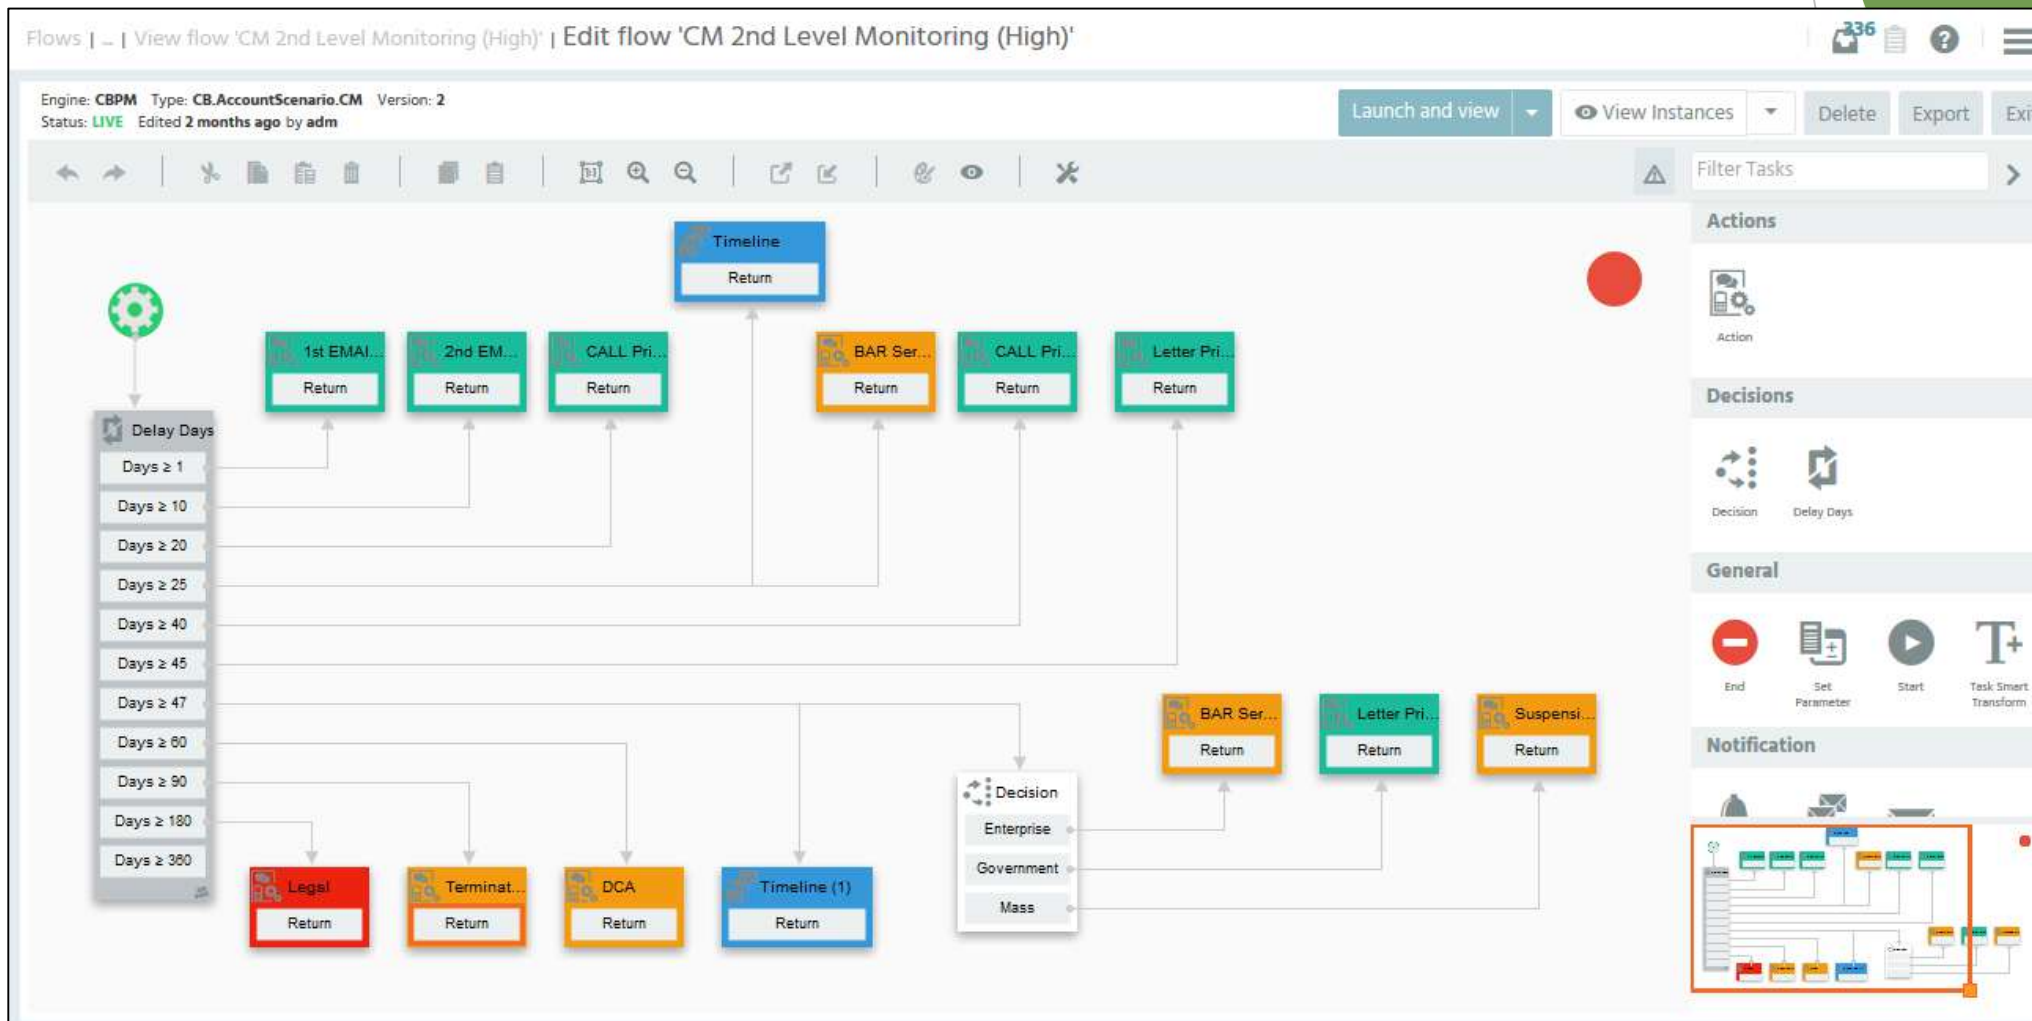 Flows | ... | View flow 'CM 2nd Level Monitoring (High)' | Edit flow 'CM 2nd Level Monitoring (High)'
336
Engine: CBPM Type: CB.AccountScenario.CM Version: 2
Status: LIVE Edited 2 months ago by adm
Launch and view
View Instances
Delete
Export
Exi
Filter Tasks
Timeline
Return
1st EMAI...
Return
2nd EM...
Return
CALL Pri...
Return
BAR Ser...
Return
CALL Pri...
Return
Letter Pri...
Return
Delay Days
Days ≥ 1
Days ≥ 10
Days ≥ 20
Days ≥ 25
Days ≥ 40
Days ≥ 45
Days ≥ 47
Days ≥ 60
Days ≥ 90
Days ≥ 180
Days ≥ 360
BAR Ser...
Return
Letter Pri...
Return
Suspensi...
Return
Decision
Enterprise
Government
Mass
Legal
Return
Terminat...
Return
DCA
Return
Timeline (1)
Return
Actions
Action
Decisions
Decision
Delay Days
General
End
Set
Parameter
Start
Task Smart
Transform
Notification